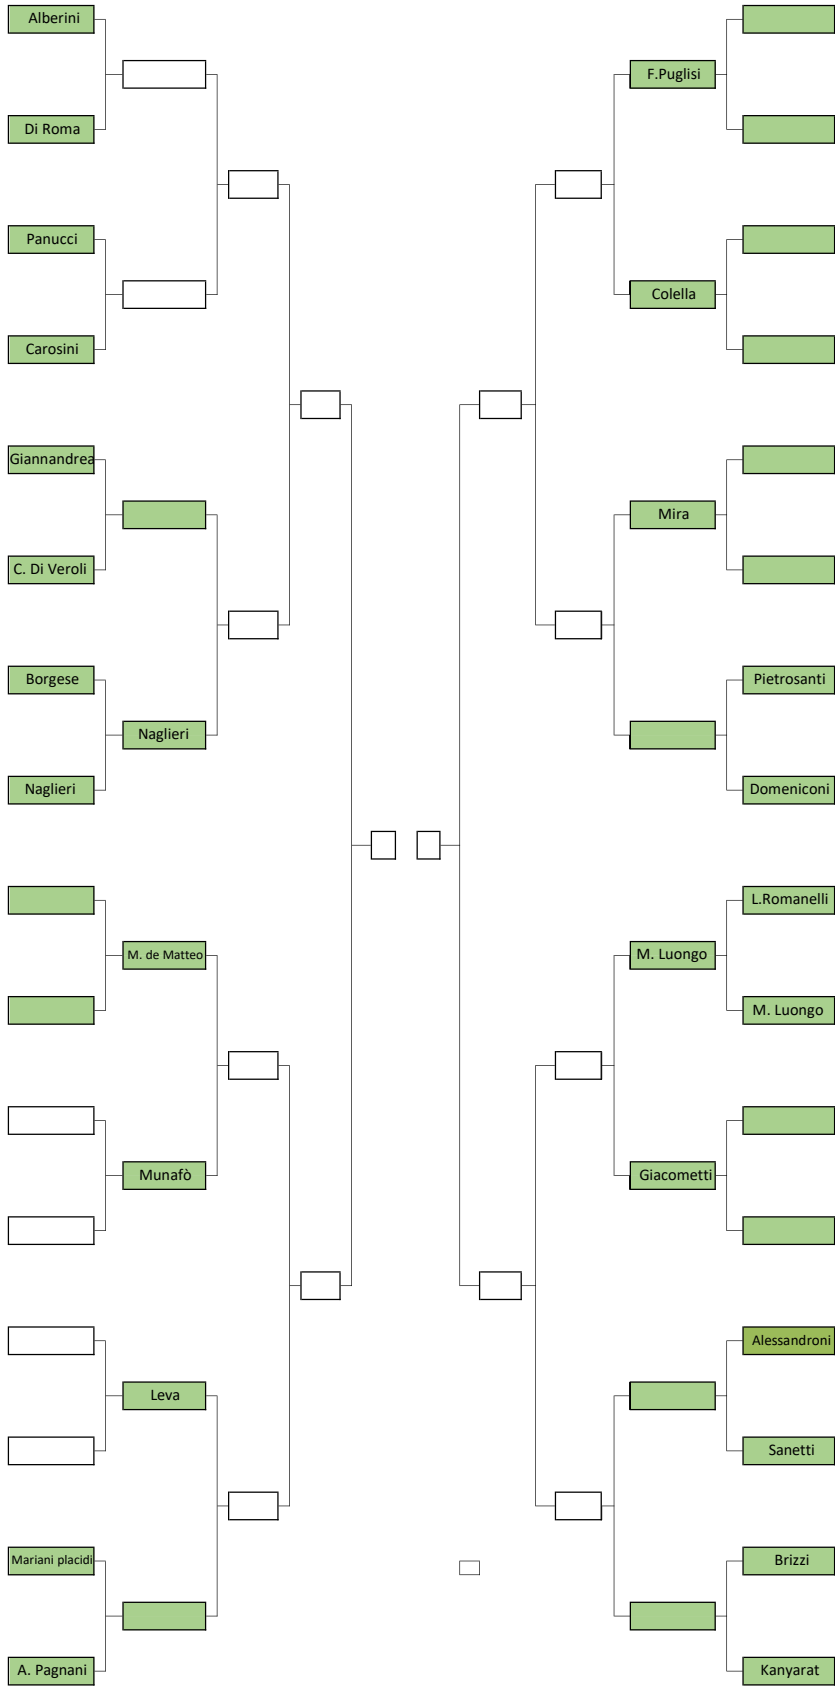 Alberini
Di Roma
Panucci
Carosini
Giannandrea
C. Di Veroli
Borgese
Naglieri
Naglieri
M. de Matteo
Munafò
Leva
Mariani placidi
A. Pagnani
F.Puglisi
Colella
Mira
Pietrosanti
Domeniconi
L.Romanelli
M. Luongo
M. Luongo
Giacometti
Alessandroni
Sanetti
Brizzi
Kanyarat